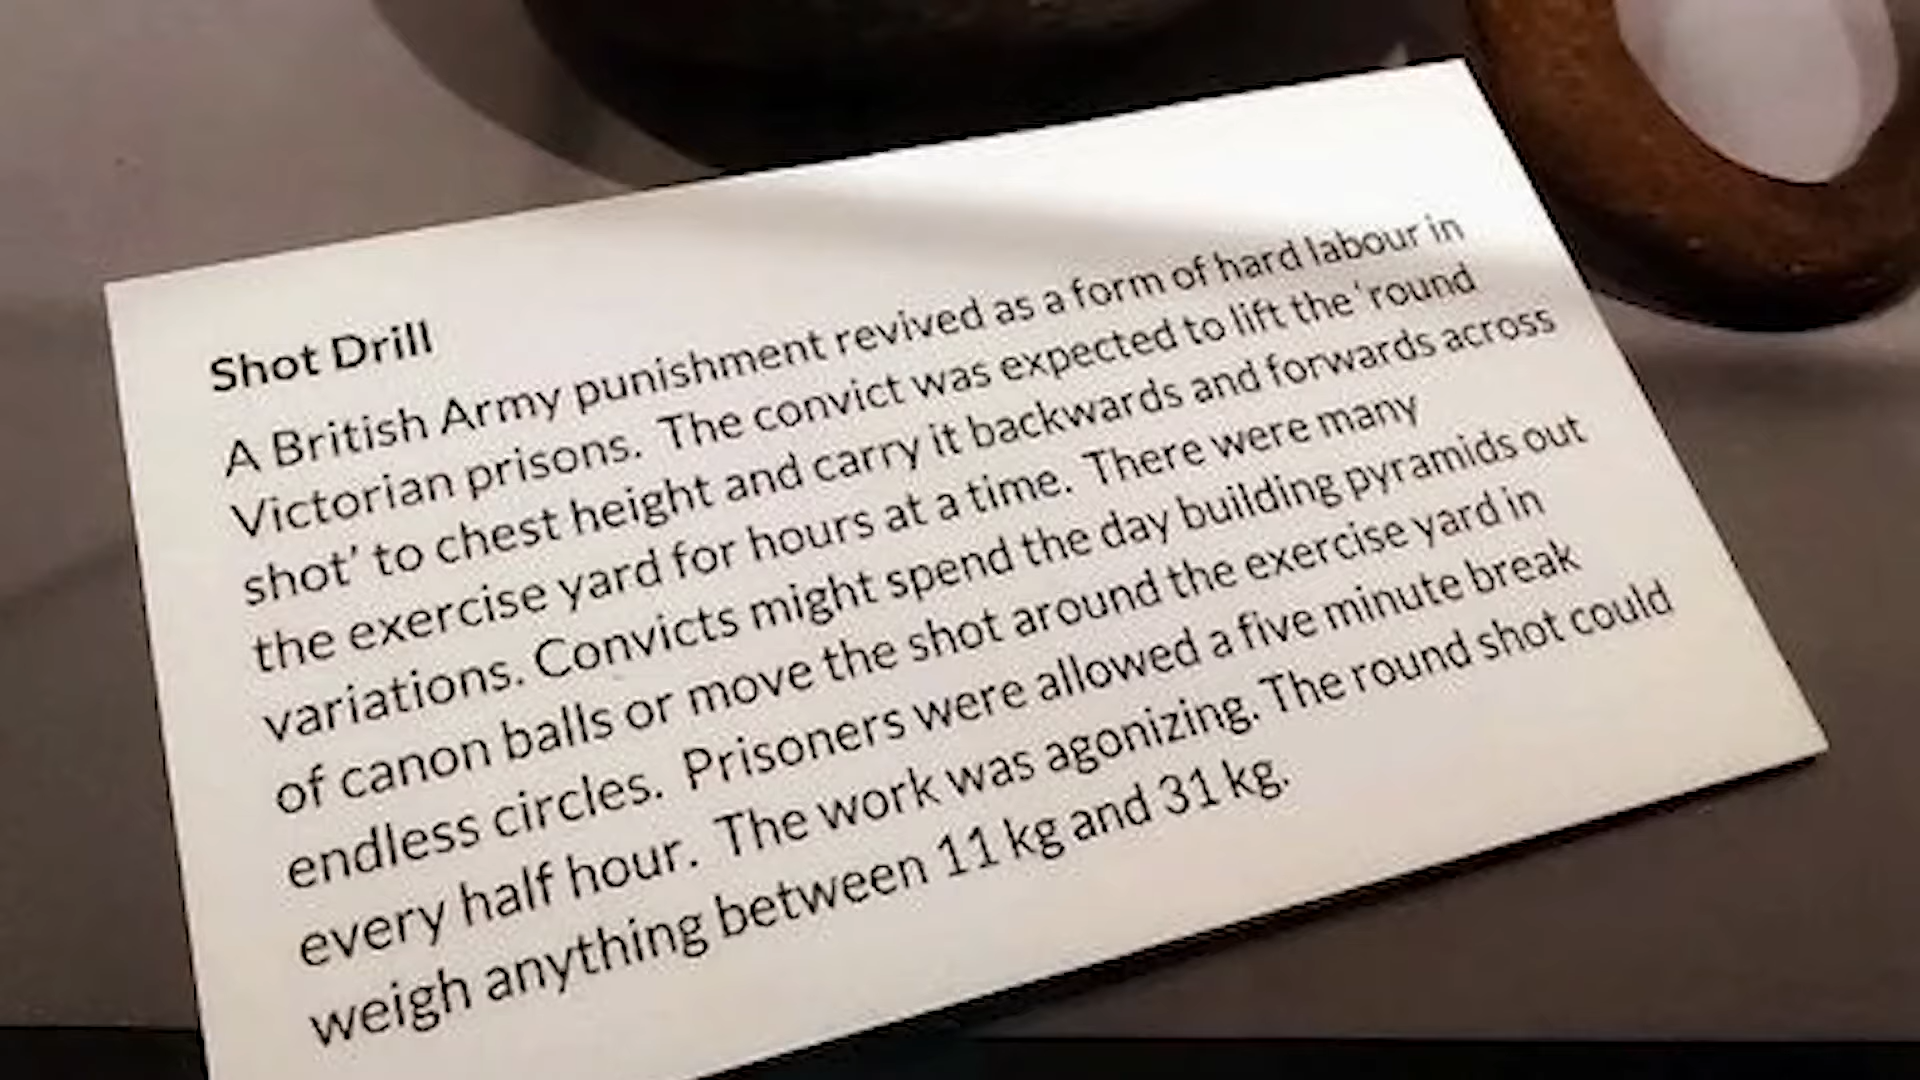 Shot Drill
A British Army punishment revived as a form of hard labour in
Victorian prisons. The convict was expected to lift the ‘round
shot’ to chest height and carry it backwards and forwards across
the exercise yard for hours at a time. There were many
variations. Convicts might spend the day building pyramids out
of canon balls or move the shot around the exercise yard in
endless circles. Prisoners were allowed a five minute break
every half hour. The work was agonizing. The round shot could
weigh anything between 11 kg and 31 kg.